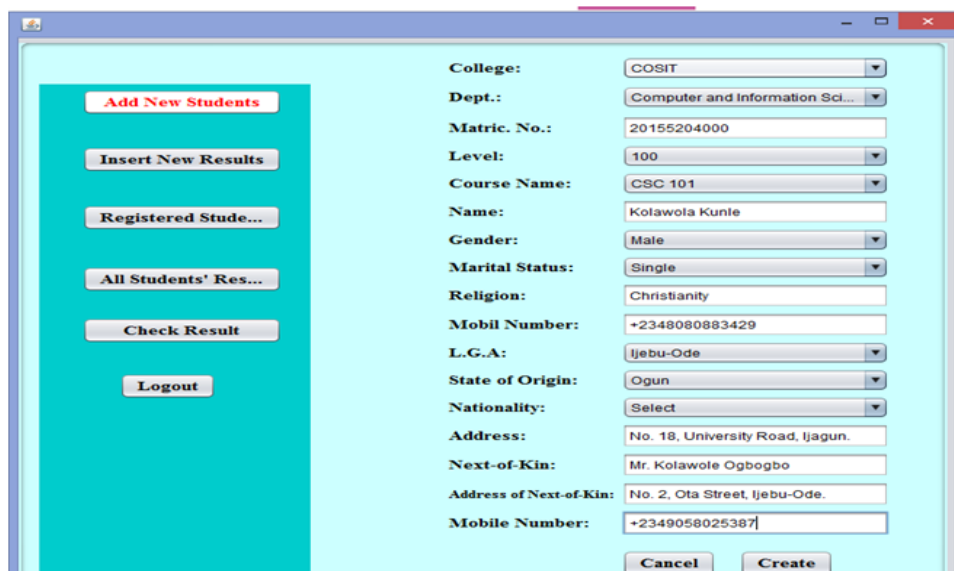 Add New Students
Insert New Results
Registered Stude...
All Students' Res...
Check Result
Logout
College: COSIT
Dept.: Computer and Information Sci...
Matric. No.: 20155204000
Level: 100
Course Name: CSC 101
Name: Kolawola Kunle
Gender: Male
Marital Status: Single
Religion: Christianity
Mobil Number: +2348080883429
L.G.A: Ijebu-Ode
State of Origin: Ogun
Nationality: Select
Address: No. 18, University Road, Ijagun.
Next-of-Kin: Mr. Kolawole Ogbogbo
Address of Next-of-Kin: No. 2, Ota Street, Ijebu-Ode.
Mobile Number: +2349058025387
Cancel Create